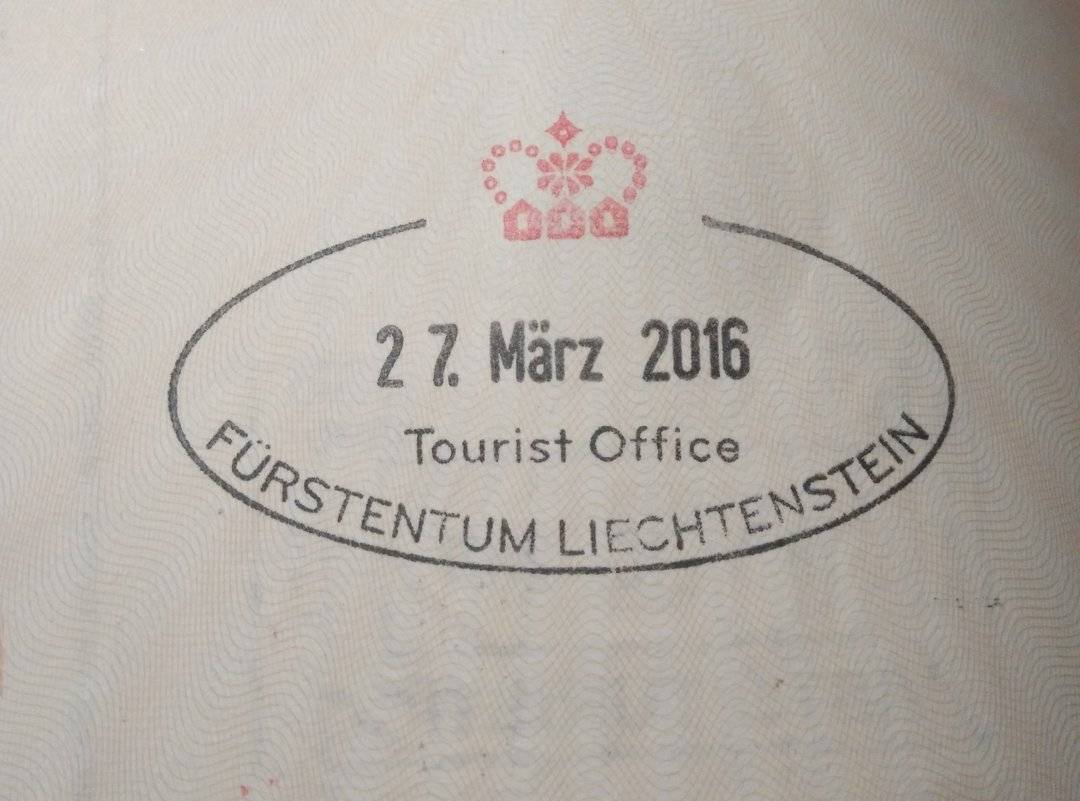 27. März 2016
Tourist Office
FÜRSTENTUM LIECHTENSTEIN